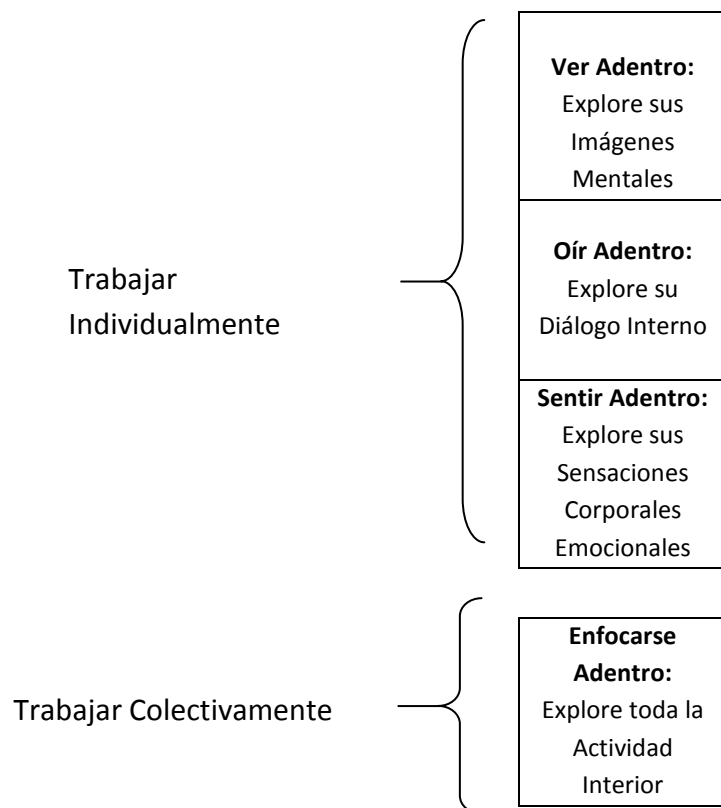 Ver Adentro:
Explore sus
Imágenes
Mentales
Trabajar
Individualmente
Oír Adentro:
Explore su
Diálogo Interno
Sentir Adentro:
Explore sus
Sensaciones
Corporales
Emocionales
Trabajar Colectivamente
Enfocarse
Adentro:
Explore toda la
Actividad
Interior